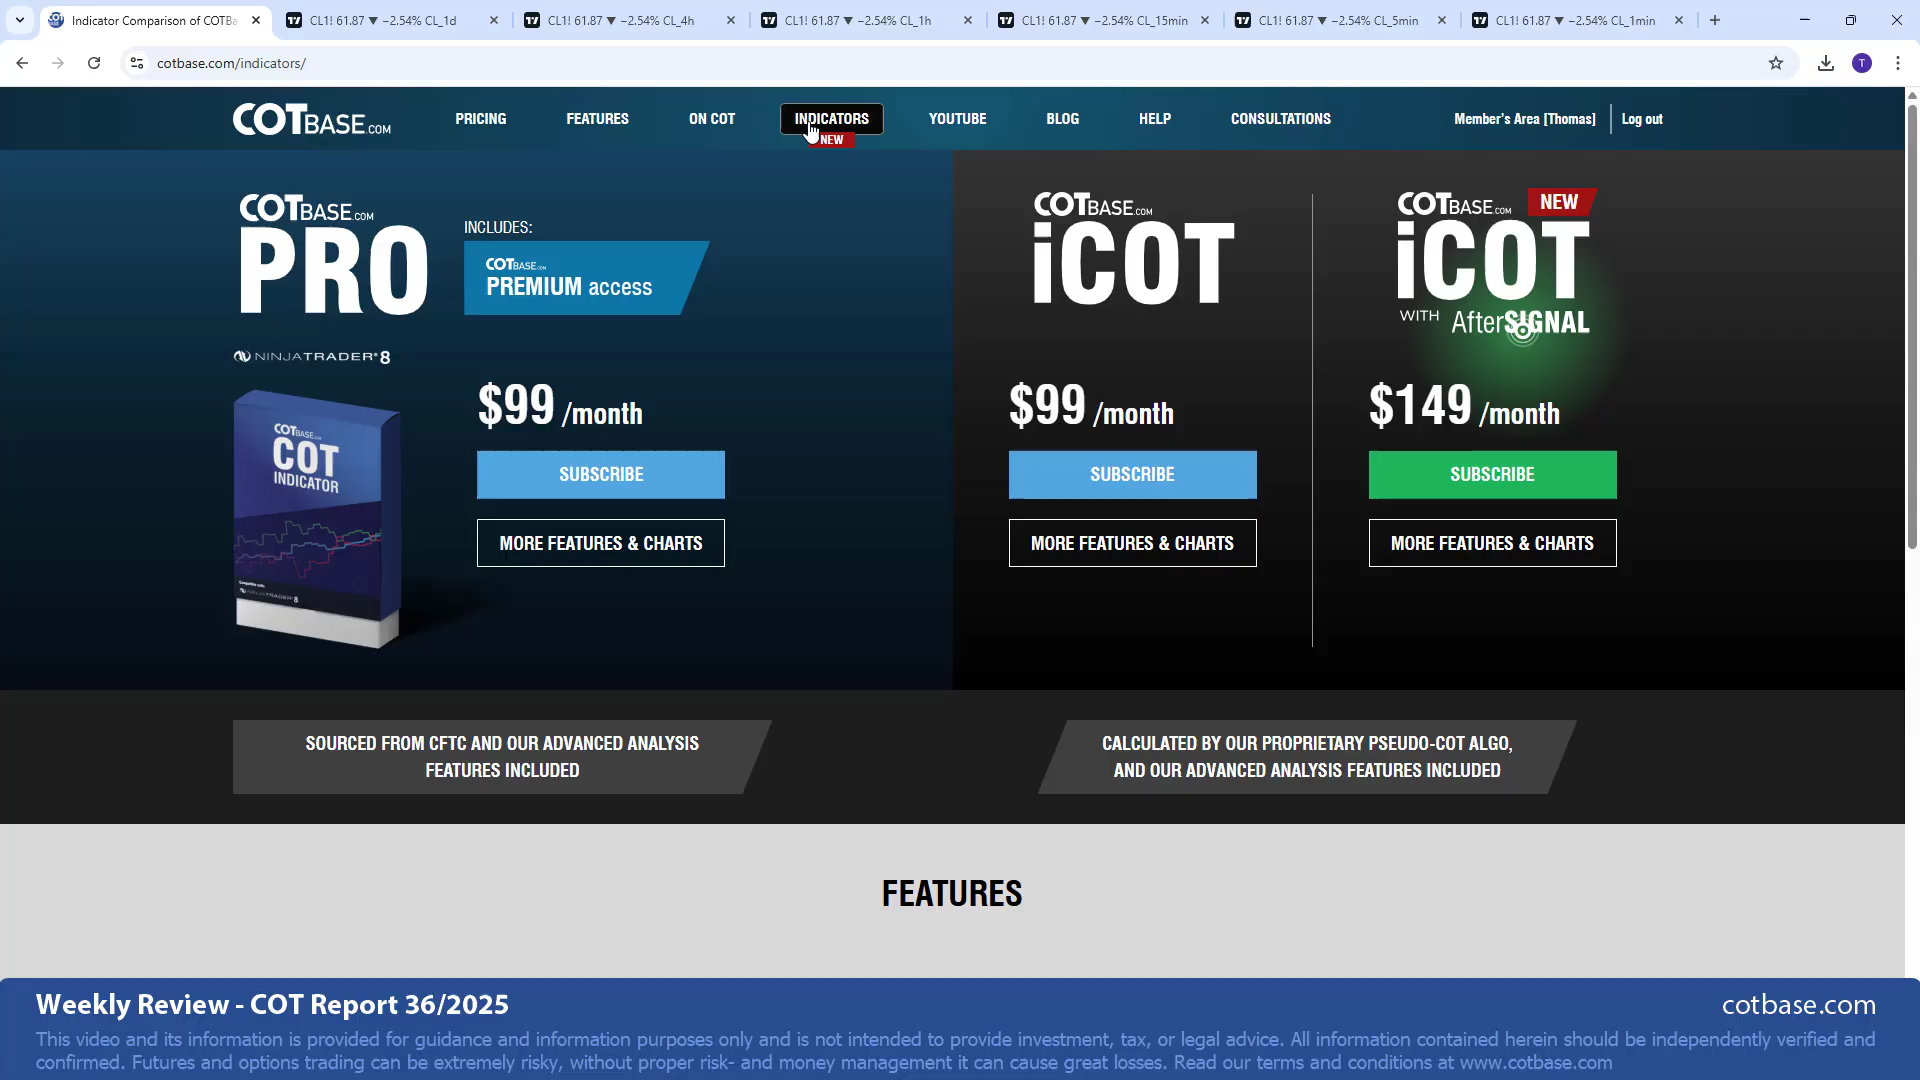 Indicator Comparison of COTBa
CL1! 61.87 ▼ −2.54% CL_1d
CL1! 61.87 ▼ −2.54% CL_4h
CL1! 61.87 ▼ −2.54% CL_1h
CL1! 61.87 ▼ −2.54% CL_15min
CL1! 61.87 ▼ −2.54% CL_5min
CL1! 61.87 ▼ −2.54% CL_1min
cotbase.com/indicators/
T
COTBASE.COM
PRICING
FEATURES
ON COT
INDICATORS
NEW
YOUTUBE
BLOG
HELP
CONSULTATIONS
Member's Area [Thomas]
Log out
COTBASE.COM
PRO
INCLUDES:
COTBASE.COM
PREMIUM access
NINJATRADER® 8
COTBASE.COM
COT
INDICATOR
NINJATRADER 8
$99 /month
SUBSCRIBE
MORE FEATURES & CHARTS
COTBASE.COM
iCOT
$99 /month
SUBSCRIBE
MORE FEATURES & CHARTS
COTBASE.COM
NEW
iCOT
WITH AfterSIGNAL
$149 /month
SUBSCRIBE
MORE FEATURES & CHARTS
SOURCED FROM CFTC AND OUR ADVANCED ANALYSIS
FEATURES INCLUDED
CALCULATED BY OUR PROPRIETARY PSEUDO-COT ALGO,
AND OUR ADVANCED ANALYSIS FEATURES INCLUDED
FEATURES
Weekly Review - COT Report 36/2025
cotbase.com
This video and its information is provided for guidance and information purposes only and is not intended to provide investment, tax, or legal advice. All information contained herein should be independently verified and
confirmed. Futures and options trading can be extremely risky, without proper risk- and money management it can cause great losses. Read our terms and conditions at www.cotbase.com